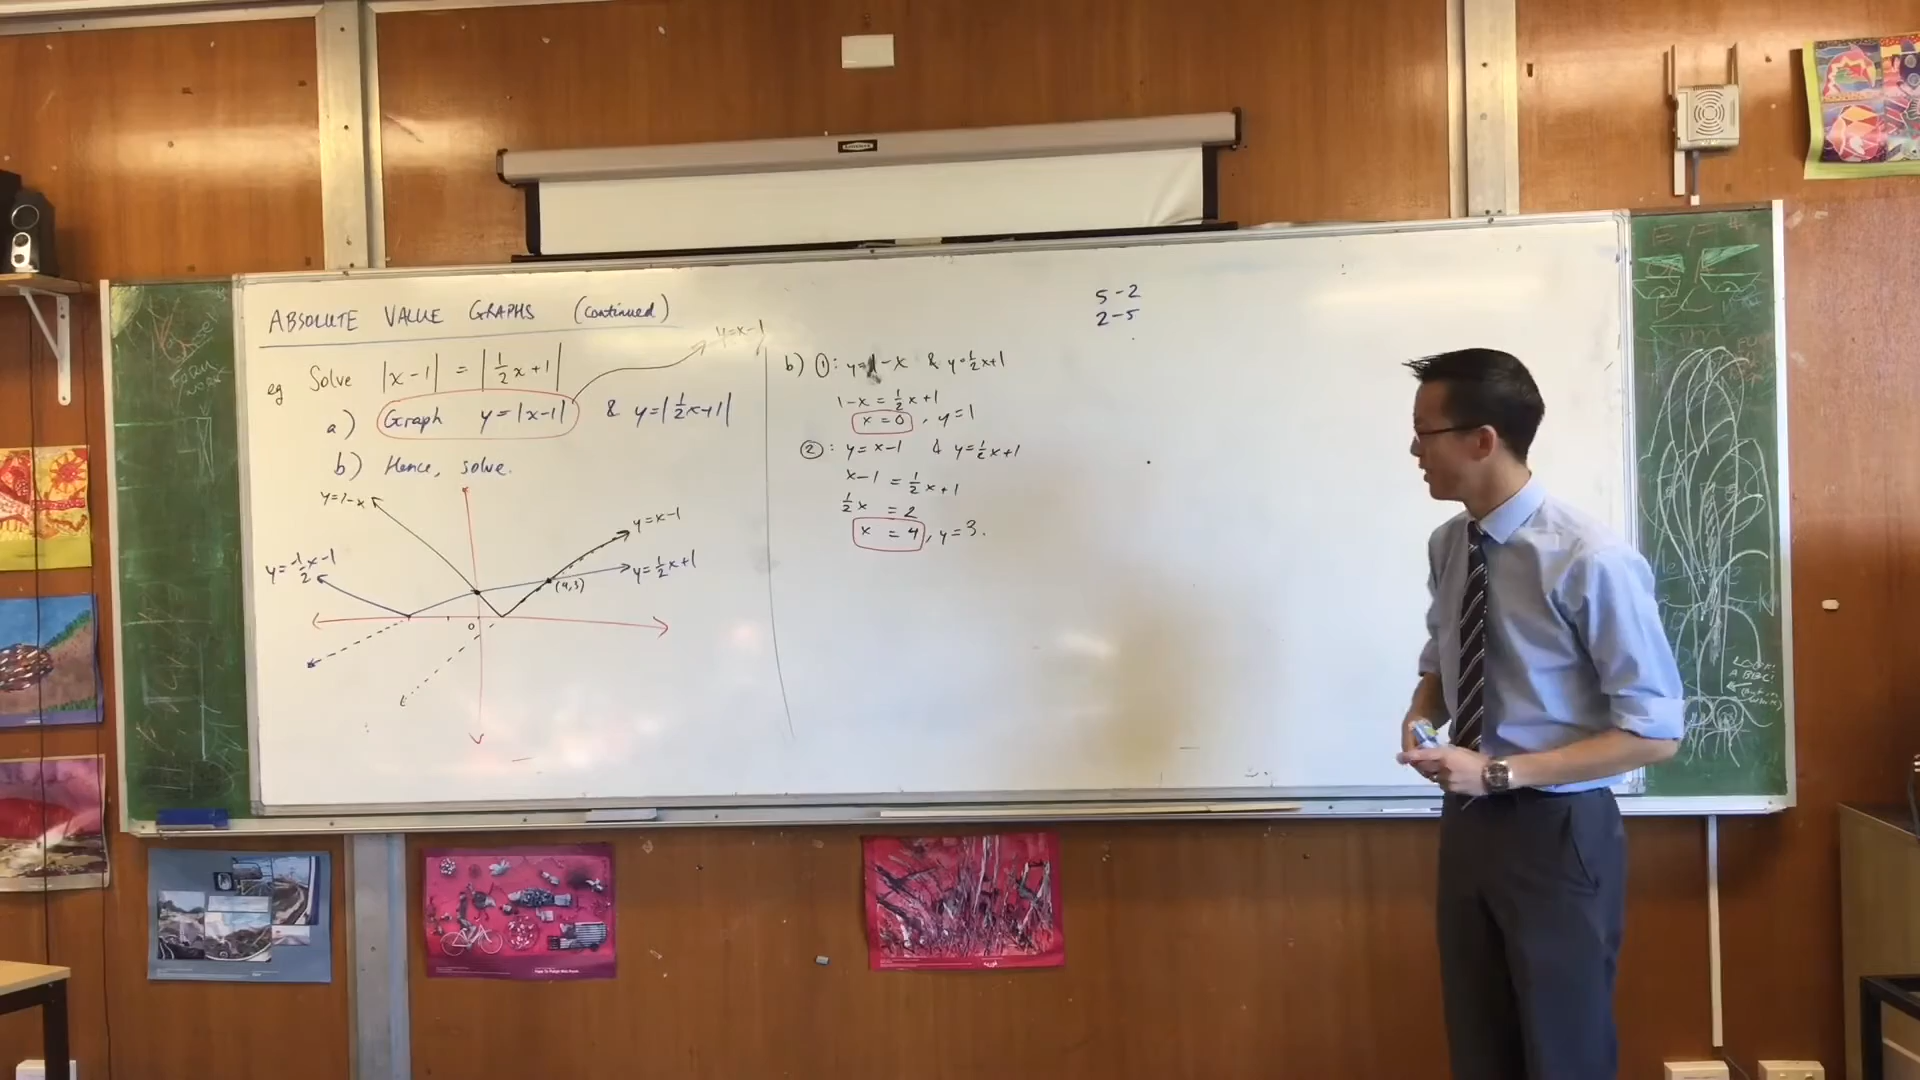 ABSOLUTE VALUE GRAPHS (continued)
eg Solve |x-1| = |1/2x+1|
y=x-1
a) Graph y=|x-1| & y=|1/2x+1|
b) Hence, solve.
y=1-x
y=-1/2x-1
y=x-1
y=1/2x+1
(4,3)
0
b) ①: y=1-x & y=1/2x+1
1-x = 1/2x+1
x = 0, y=1
②: y=x-1 & y=1/2x+1
x-1 = 1/2x+1
1/2x = 2
x = 4, y=3.
5-2
2-5
LOOK!